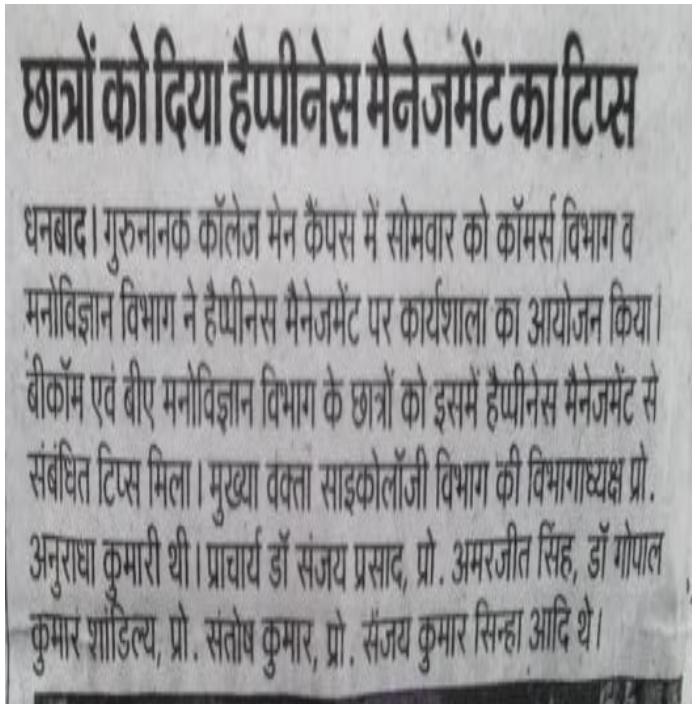 छात्रों को दिया हैप्पीनेस मैनेजमेंट का टिप्स
धनबाद। गुरुनानक कॉलेज मेन कैंपस में सोमवार को कॉमर्स विभाग व
मनोविज्ञान विभाग ने हैप्पीनेस मैनेजमेंट पर कार्यशाला का आयोजन किया।
बीकॉम एवं बीए मनोविज्ञान विभाग के छात्रों को इसमें हैप्पीनेस मैनेजमेंट से
संबंधित टिप्स मिला। मुख्या वक्ता साइकोलॉजी विभाग की विभागाध्यक्ष प्रो.
अनुराधा कुमारी थी। प्राचार्य डॉ संजय प्रसाद, प्रो. अमरजीत सिंह, डॉ गोपाल
कुमार शांडिल्य, प्रो. संतोष कुमार, प्रो. संजय कुमार सिन्हा आदि थे।